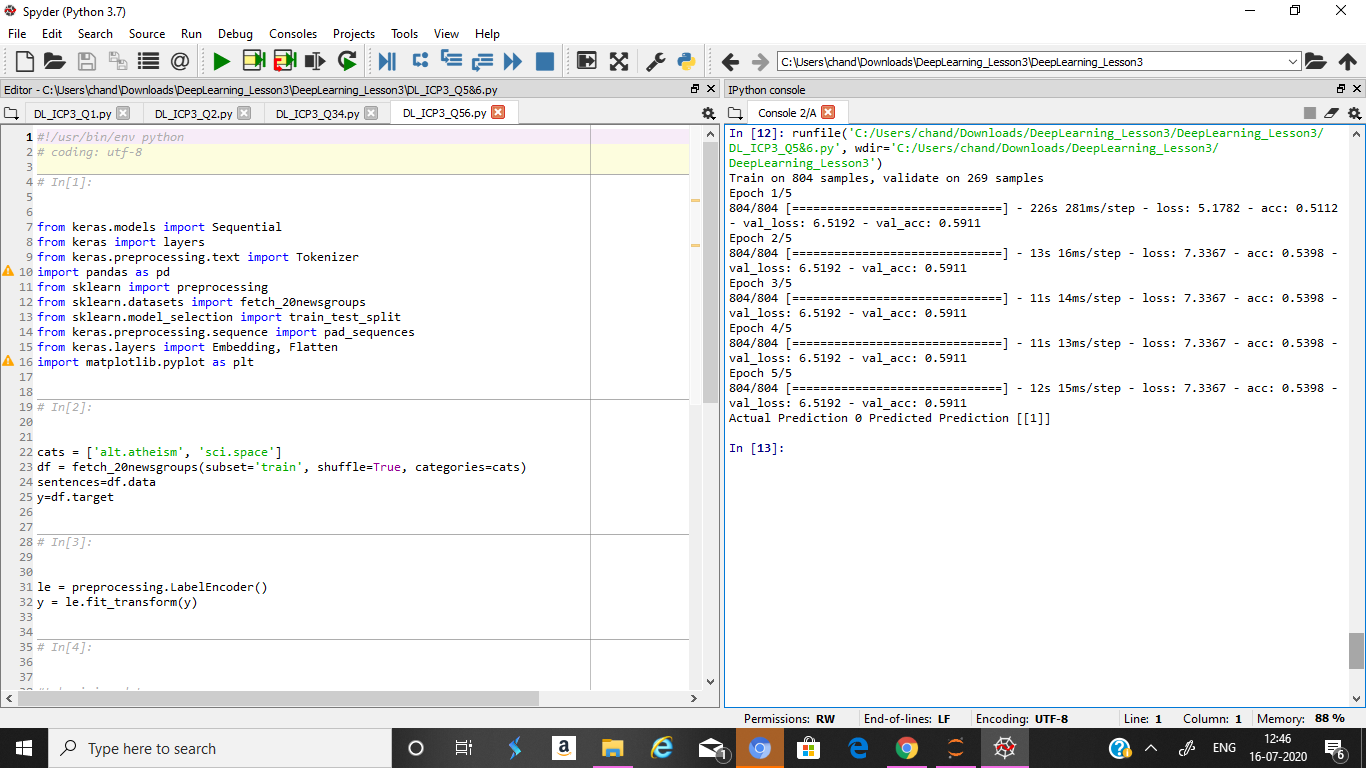 Spyder (Python 3.7)
File Edit Search Source Run Debug Consoles Projects Tools View Help
C:\Users\chand\Downloads\DeepLearning_Lesson3\DeepLearning_Lesson3
Editor - C:\Users\chand\Downloads\DeepLearning_Lesson3\DeepLearning_Lesson3\DL_ICP3_Q5&6.py
DL_ICP3_Q1.py DL_ICP3_Q2.py DL_ICP3_Q34.py DL_ICP3_Q56.py
1 #!/usr/bin/env python
2 # coding: utf-8
3
4 # In[1]:
5
6
7 from keras.models import Sequential
8 from keras import layers
9 from keras.preprocessing.text import Tokenizer
10 import pandas as pd
11 from sklearn import preprocessing
12 from sklearn.datasets import fetch_20newsgroups
13 from sklearn.model_selection import train_test_split
14 from keras.preprocessing.sequence import pad_sequences
15 from keras.layers import Embedding, Flatten
16 import matplotlib.pyplot as plt
17
18
19 # In[2]:
20
21
22 cats = ['alt.atheism', 'sci.space']
23 df = fetch_20newsgroups(subset='train', shuffle=True, categories=cats)
24 sentences=df.data
25 y=df.target
26
27
28 # In[3]:
29
30
31 le = preprocessing.LabelEncoder()
32 y = le.fit_transform(y)
33
34
35 # In[4]:
36
37
IPython console
Console 2/A
In [12]: runfile('C:/Users/chand/Downloads/DeepLearning_Lesson3/DeepLearning_Lesson3/
DL_ICP3_Q5&6.py', wdir='C:/Users/chand/Downloads/DeepLearning_Lesson3/
DeepLearning_Lesson3')
Train on 804 samples, validate on 269 samples
Epoch 1/5
804/804 [==============================] - 226s 281ms/step - loss: 5.1782 - acc: 0.5112
- val_loss: 6.5192 - val_acc: 0.5911
Epoch 2/5
804/804 [==============================] - 13s 16ms/step - loss: 7.3367 - acc: 0.5398 -
val_loss: 6.5192 - val_acc: 0.5911
Epoch 3/5
804/804 [==============================] - 11s 14ms/step - loss: 7.3367 - acc: 0.5398 -
val_loss: 6.5192 - val_acc: 0.5911
Epoch 4/5
804/804 [==============================] - 11s 13ms/step - loss: 7.3367 - acc: 0.5398 -
val_loss: 6.5192 - val_acc: 0.5911
Epoch 5/5
804/804 [==============================] - 12s 15ms/step - loss: 7.3367 - acc: 0.5398 -
val_loss: 6.5192 - val_acc: 0.5911
Actual Prediction 0 Predicted Prediction [[1]]
In [13]:
Permissions: RW End-of-lines: LF Encoding: UTF-8 Line: 1 Column: 1 Memory: 88 %
Type here to search
1
ENG
12:46
16-07-2020
6